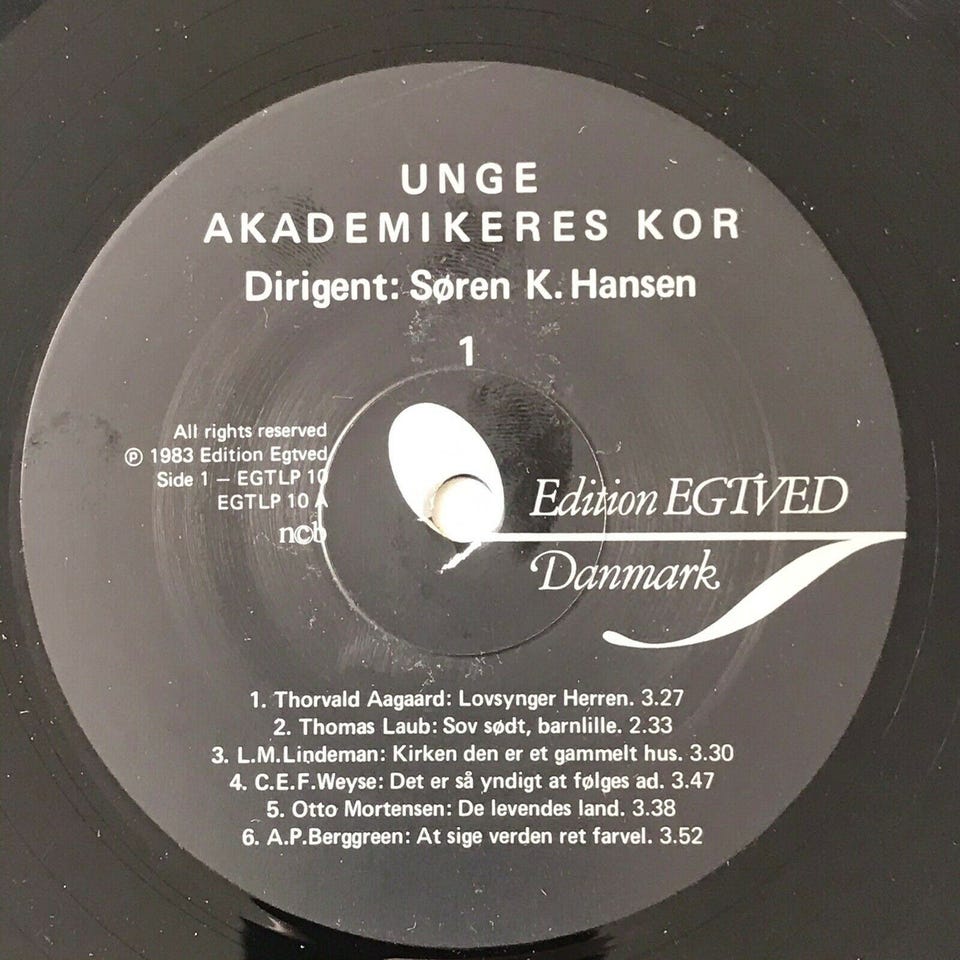 UNGE
AKADEMIKERES KOR
Dirigent: Søren K. Hansen
1
All rights reserved
℗ 1983 Edition Egtved
Side 1 – EGTLP 10
EGTLP 10 A
n©b
Edition EGTVED
Danmark
1. Thorvald Aagaard: Lovsynger Herren. 3.27
2. Thomas Laub: Sov sødt, barnlille. 2.33
3. L.M.Lindeman: Kirken den er et gammelt hus. 3.30
4. C.E.F.Weyse: Det er så yndigt at følges ad. 3.47
5. Otto Mortensen: De levendes land. 3.38
6. A.P.Berggreen: At sige verden ret farvel. 3.52